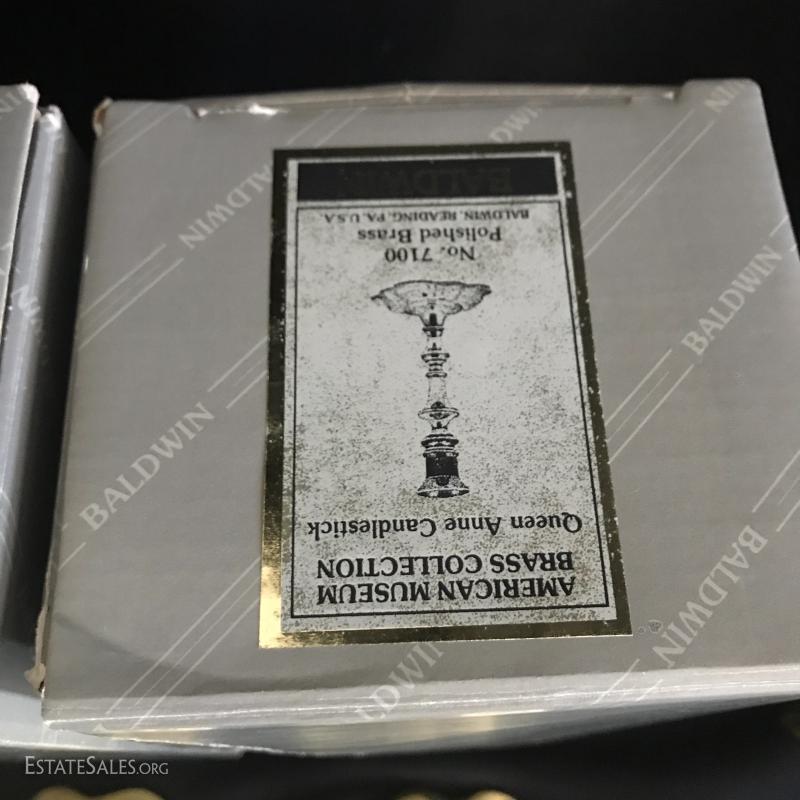 AMERICAN MUSEUM
BRASS COLLECTION
Queen Anne Candlestick
No. 7100
Polished Brass
BALDWIN, READING, PA. U.S.A.
BALDWIN
BALDWIN
BALDWIN
BALDWIN
BALDWIN
BALDWIN
ESTATESALES.ORG